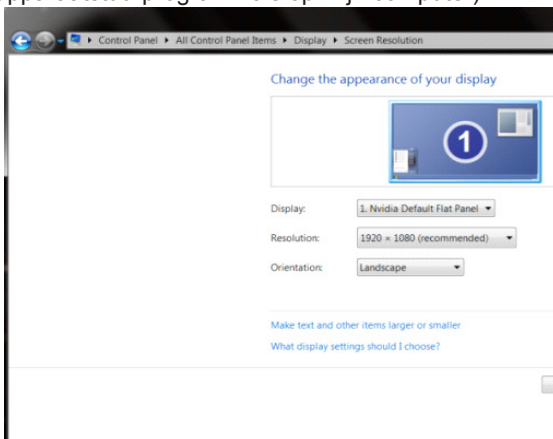 Control Panel ▸ All Control Panel Items ▸ Display ▸ Screen Resolution
Change the appearance of your display
1
Display: 1. Nvidia Default Flat Panel
Resolution: 1920 × 1080 (recommended)
Orientation: Landscape
Make text and other items larger or smaller
What display settings should I choose?